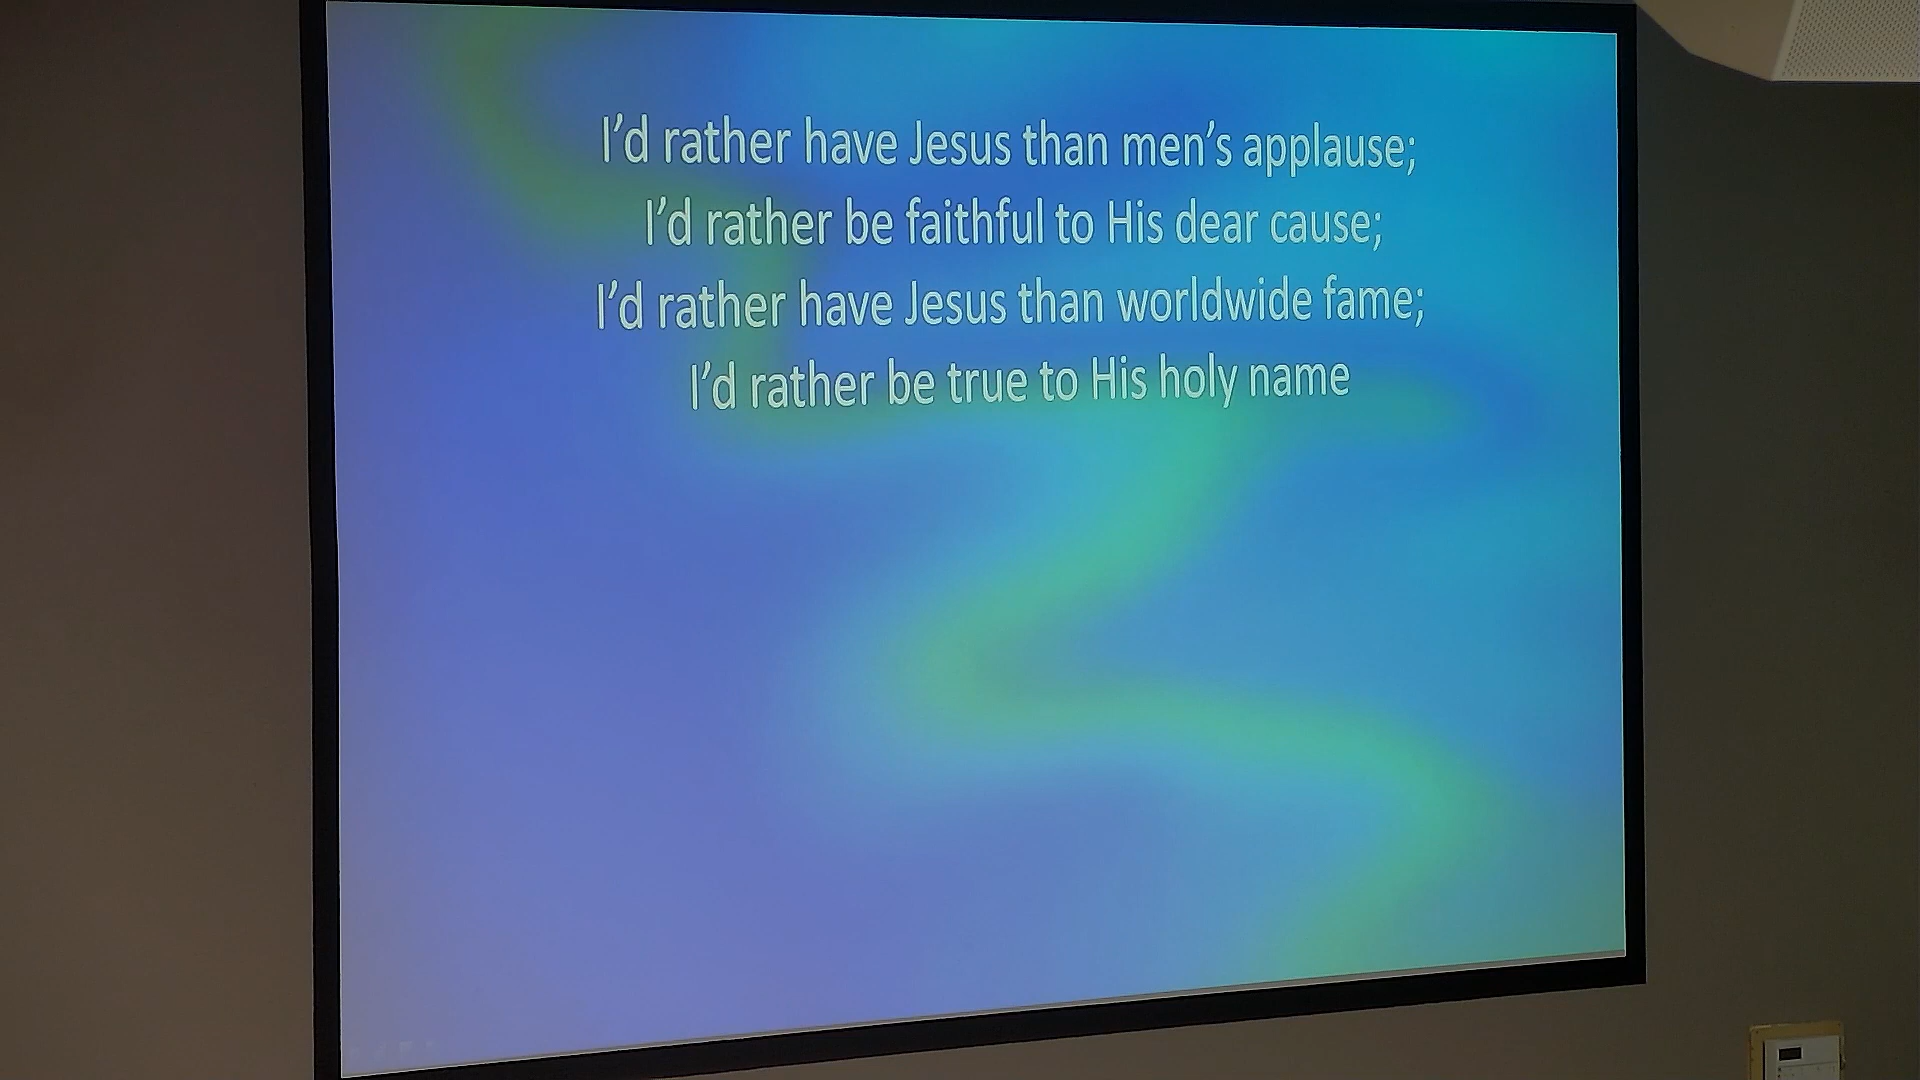 I’d rather have Jesus than men’s applause;
I’d rather be faithful to His dear cause;
I’d rather have Jesus than worldwide fame;
I’d rather be true to His holy name